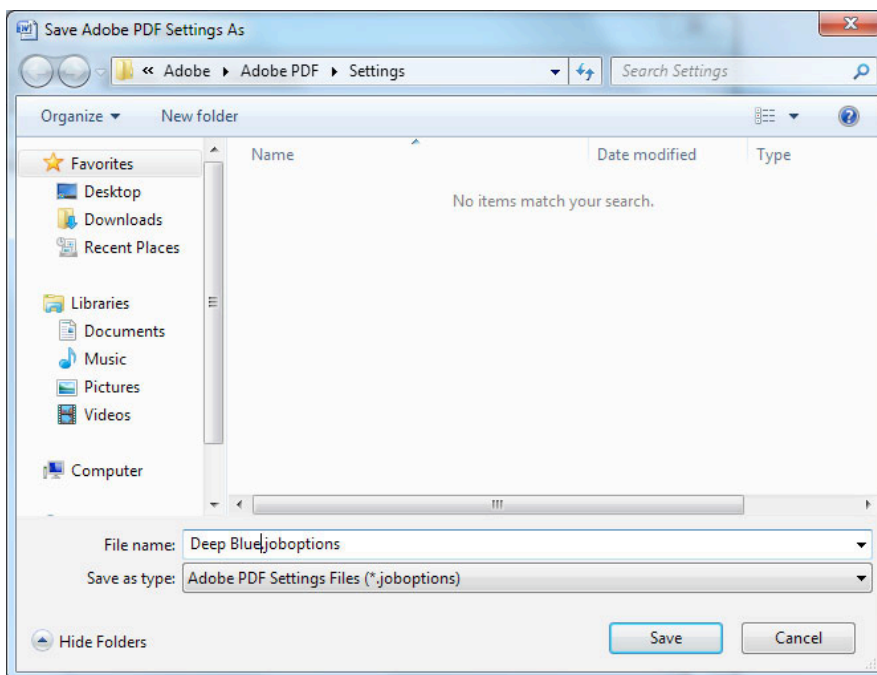 Save Adobe PDF Settings As
« Adobe Adobe PDF Settings
Search Settings
Organize New folder
Name Date modified Type
No items match your search.
Favorites
Desktop
Downloads
Recent Places
Libraries
Documents
Music
Pictures
Videos
Computer
File name: Deep Blue.joboptions
Save as type: Adobe PDF Settings Files (*.joboptions)
Hide Folders Save Cancel